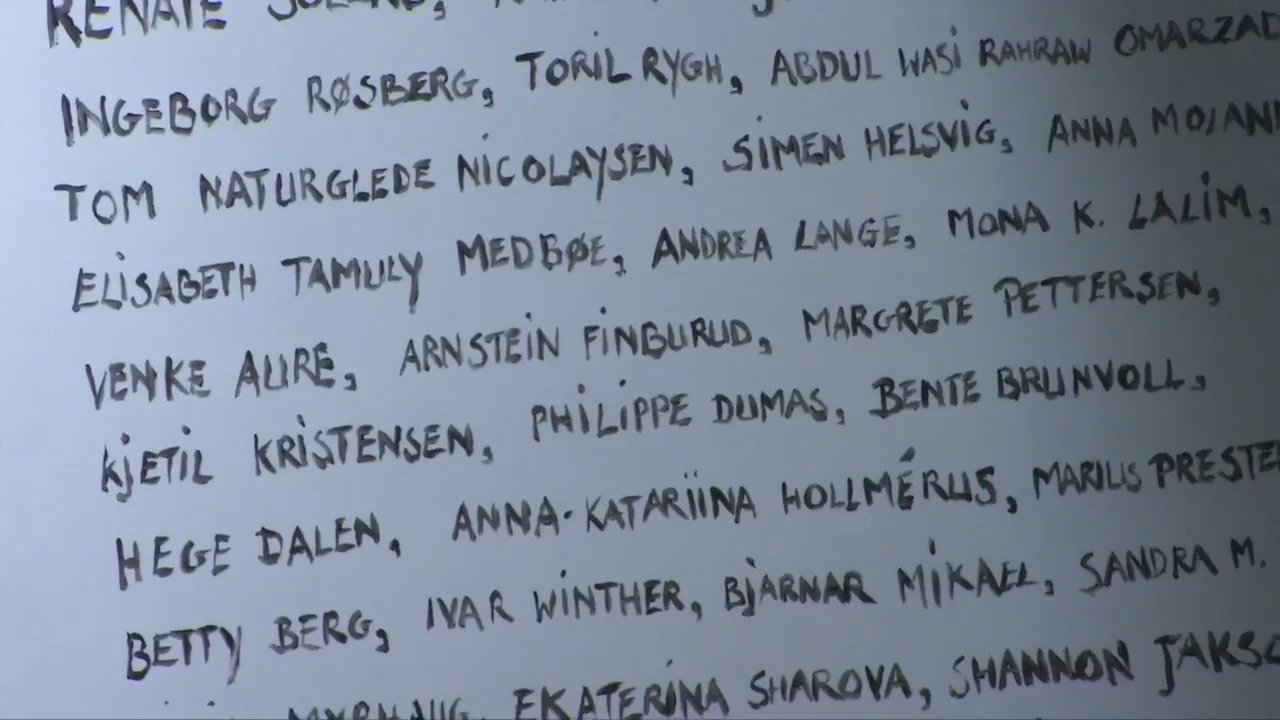 RENATE
INGEBORG RØSBERG, TORIL RYGH, ABDUL WASI RAHRAW OMARZAD
TOM NATURGLEDE NICOLAYSEN, SIMEN HELSVIG, ANNA
ELISABETH TAMULY MEDBØE, ANDREA LANGE, MONA K. LALIM,
VENKE AURE, ARNSTEIN FINBURUD, MARGRETE PETTERSEN,
KJETIL KRISTENSEN, PHILIPPE DUMAS, BENTE BRUNVOLL,
HEGE DALEN, ANNA-KATARIINA HOLLMÉRUS, MARIUS PRESTE
BETTY BERG, IVAR WINTHER, BJARNAR MIKAEL, SANDRA M.
EKATERINA SHAROVA, SHANNON